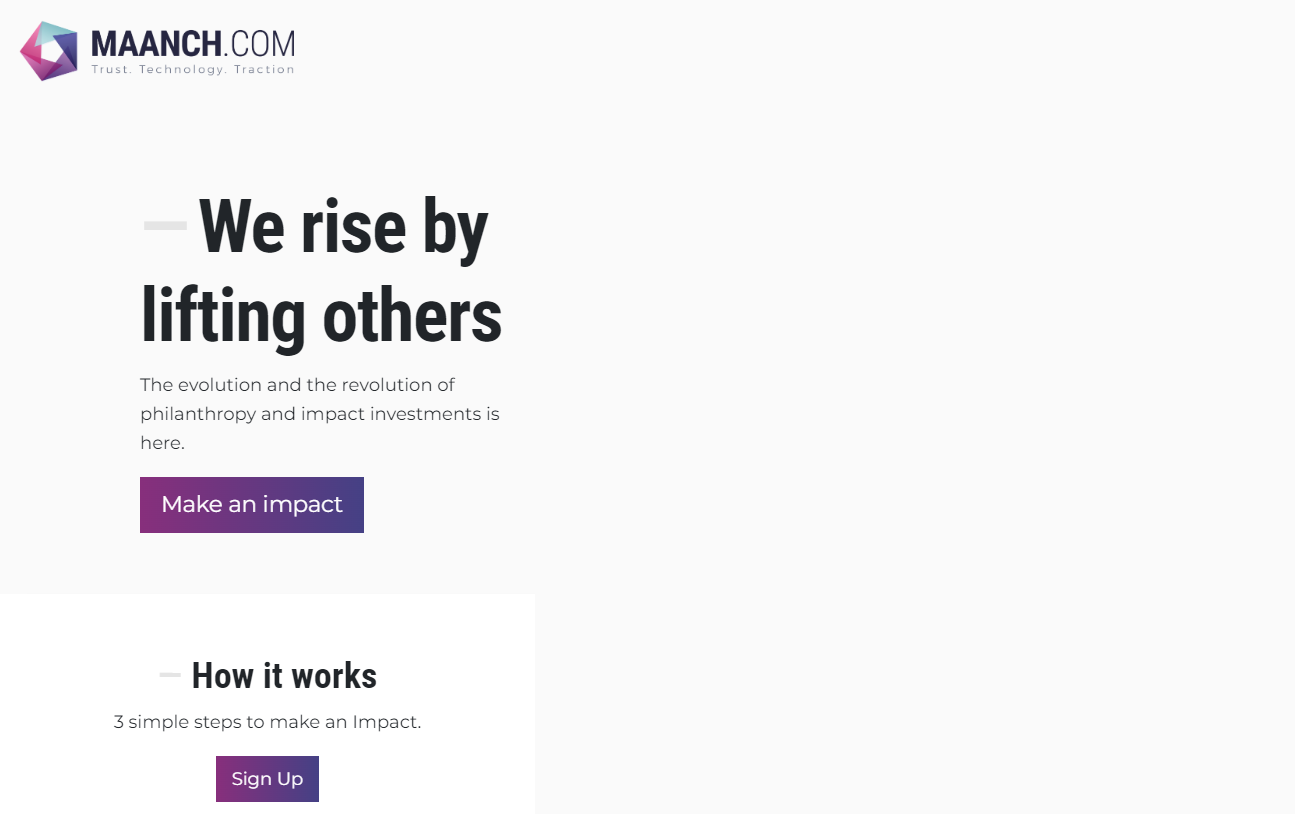 MAANCH.COM
Trust. Technology. Traction
— We rise by
lifting others
The evolution and the revolution of
philanthropy and impact investments is
here.
Make an impact
— How it works
3 simple steps to make an Impact.
Sign Up